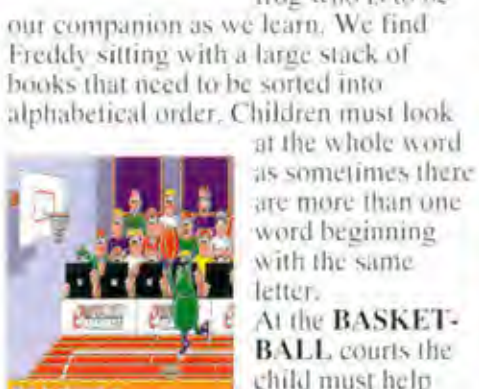 our companion as we learn. We find
Freddy sitting with a large stack of
books that need to be sorted into
alphabetical order. Children must look
at the whole word
as sometimes there
are more than one
word beginning
with the same
letter.
At the BASKET-
BALL courts the
child must help